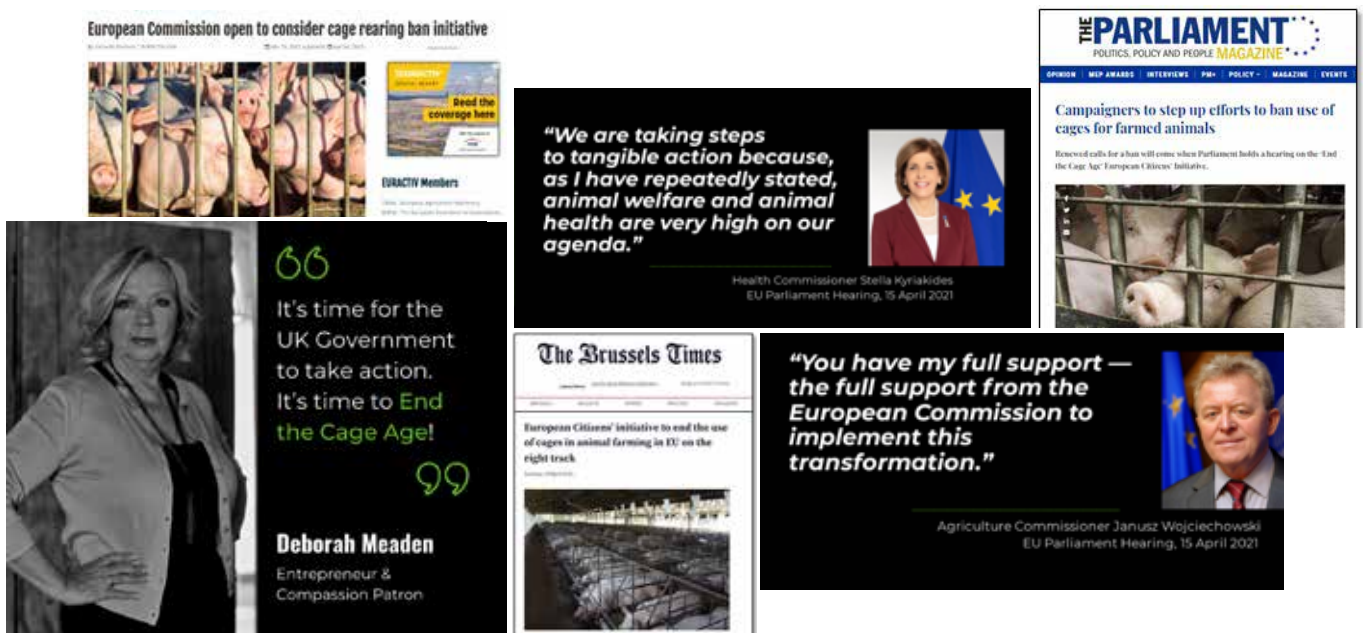 European Commission open to consider cage rearing ban initiative
EURACTIV
Read the
coverage here
EURACTIV Members
“We are taking steps
to tangible action because,
as I have repeatedly stated,
animal welfare and animal
health are very high on our
agenda.”
Health Commissioner Stella Kyriakides
EU Parliament Hearing, 15 April 2021
THE PARLIAMENT
POLITICS, POLICY AND PEOPLE MAGAZINE
OPINION MEP AWARDS INTERVIEWS PM+ POLICY MAGAZINE EVENTS
Campaigners to step up efforts to ban use of
cages for farmed animals
Renewed calls for a ban will come when Parliament holds a hearing on the ‘End
the Cage Age’ European Citizens’ Initiative.
It’s time for the
UK Government
to take action.
It’s time to End
the Cage Age!
Deborah Meaden
Entrepreneur &
Compassion Patron
The Brussels Times
European Citizens’ initiative to end the use
of cages in animal farming in EU on the
right track
“You have my full support —
the full support from the
European Commission to
implement this
transformation.”
Agriculture Commissioner Janusz Wojciechowski
EU Parliament Hearing, 15 April 2021